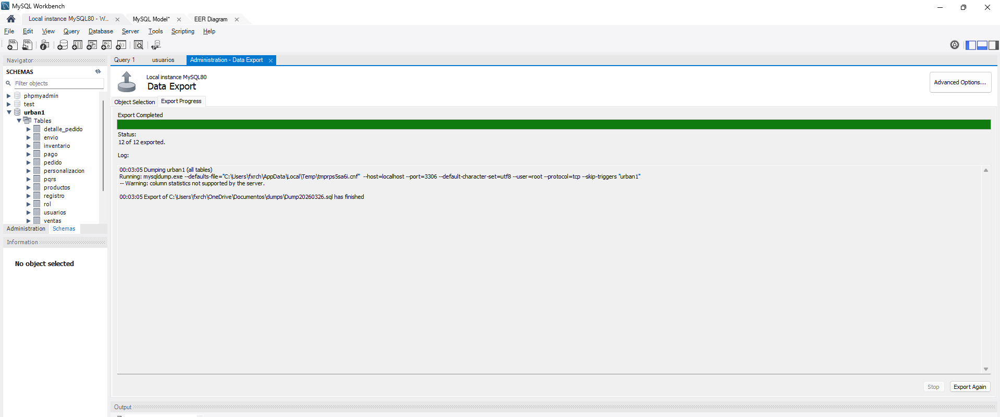 MySQL Workbench
Local instance MySQL80 - W...
MySQL Model*
EER Diagram
File Edit View Query Database Server Tools Scripting Help
Navigator
SCHEMAS
Filter objects
phpmyadmin
test
urban1
Tables
detalle_pedido
envio
inventario
pago
pedido
personalizacion
pqrs
productos
registro
rol
usuarios
ventas
Administration Schemas
Information
No object selected
Query 1 usuarios Administration - Data Export
Local instance MySQL80
Data Export
Advanced Options...
Object Selection Export Progress
Export Completed
Status:
12 of 12 exported.
Log:
00:03:05 Dumping urban1 (all tables)
Running: mysqldump.exe --defaults-file="C:\Users\fxrch\AppData\Local\Temp\tmprps5sa6i.cnf"  --host=localhost --port=3306 --default-character-set=utf8 --user=root --protocol=tcp --skip-triggers "urban1"
-- Warning: column statistics not supported by the server.
00:03:05 Export of C:\Users\fxrch\OneDrive\Documentos\dumps\Dump20260326.sql has finished
Stop Export Again
Output